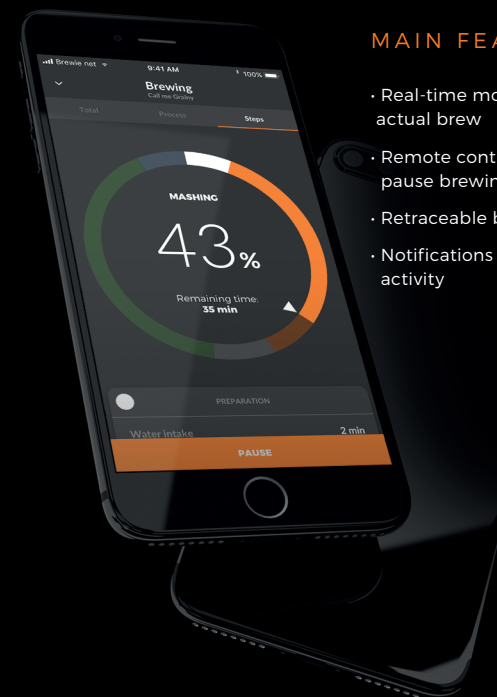 Brewie net
9:41 AM
100%
Brewing
Call me Grainy
Total
Process
Steps
MASHING
43%
Remaining time:
35 min
PREPARATION
Water intake
2 min
PAUSE
MAIN FEA
· Real-time mo
actual brew
· Remote cont
pause brewin
· Retraceable b
· Notifications
activity